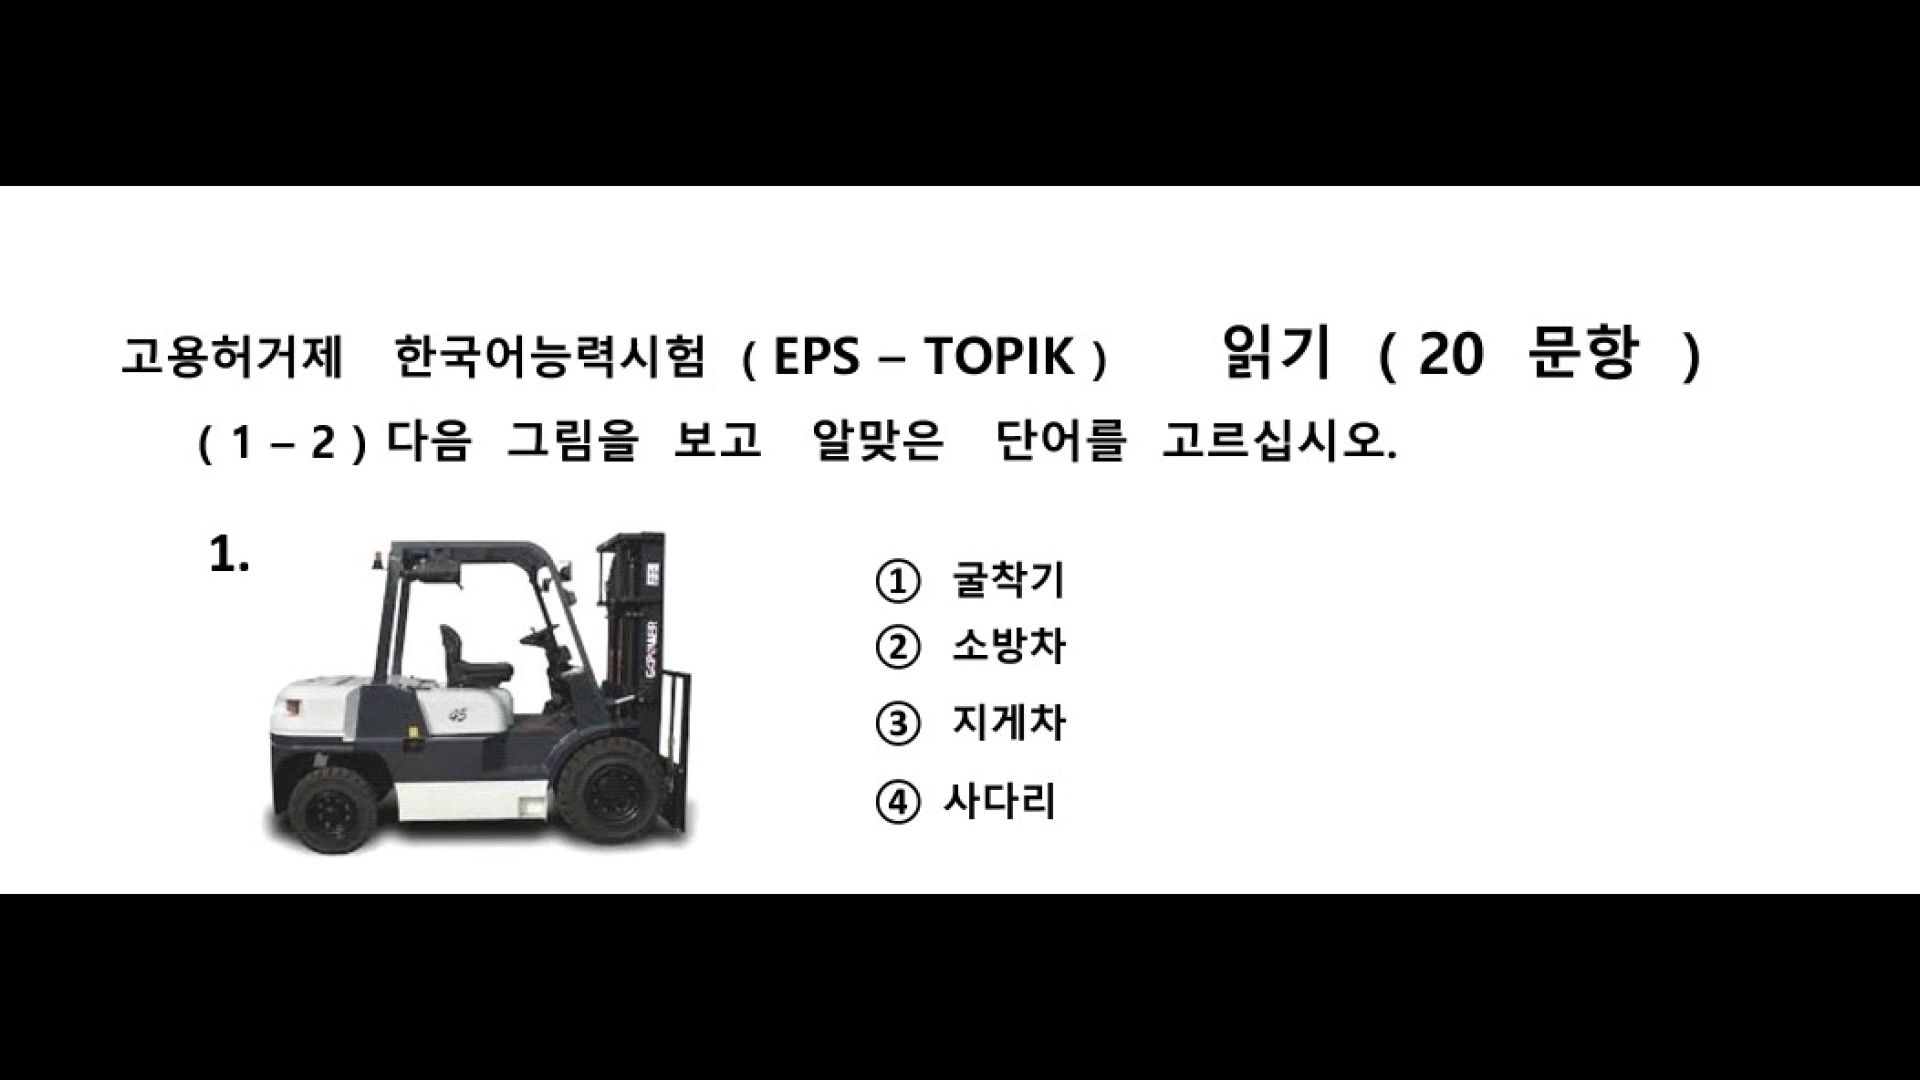 고용허거제 한국어능력시험 ( EPS – TOPIK ) 읽기 ( 20 문항 )
( 1 – 2 ) 다음 그림을 보고 알맞은 단어를 고르십시오.
1.
① 굴착기
② 소방차
③ 지게차
④ 사다리
45